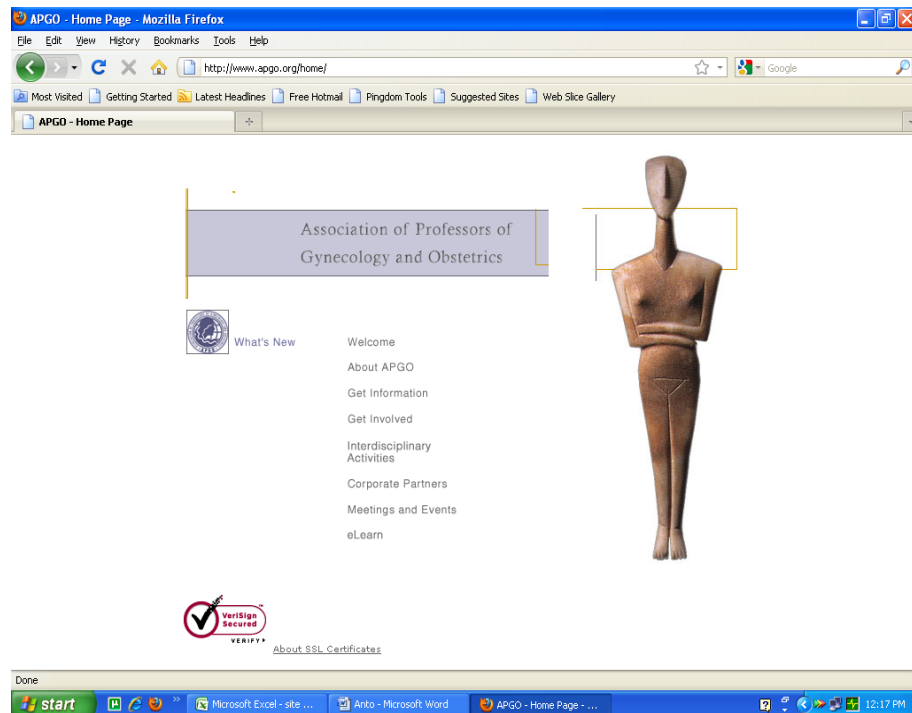 APGO - Home Page - Mozilla Firefox
File Edit View History Bookmarks Tools Help
http://www.apgo.org/home/
Google
Most Visited Getting Started Latest Headlines Free Hotmail Pingdom Tools Suggested Sites Web Slice Gallery
APGO - Home Page
Association of Professors of
Gynecology and Obstetrics
What's New
Welcome
About APGO
Get Information
Get Involved
Interdisciplinary
Activities
Corporate Partners
Meetings and Events
eLearn
VeriSign
Secured
VERIFY
About SSL Certificates
Done
start
Microsoft Excel - site ...
Anto - Microsoft Word
APGO - Home Page - ...
12:17 PM